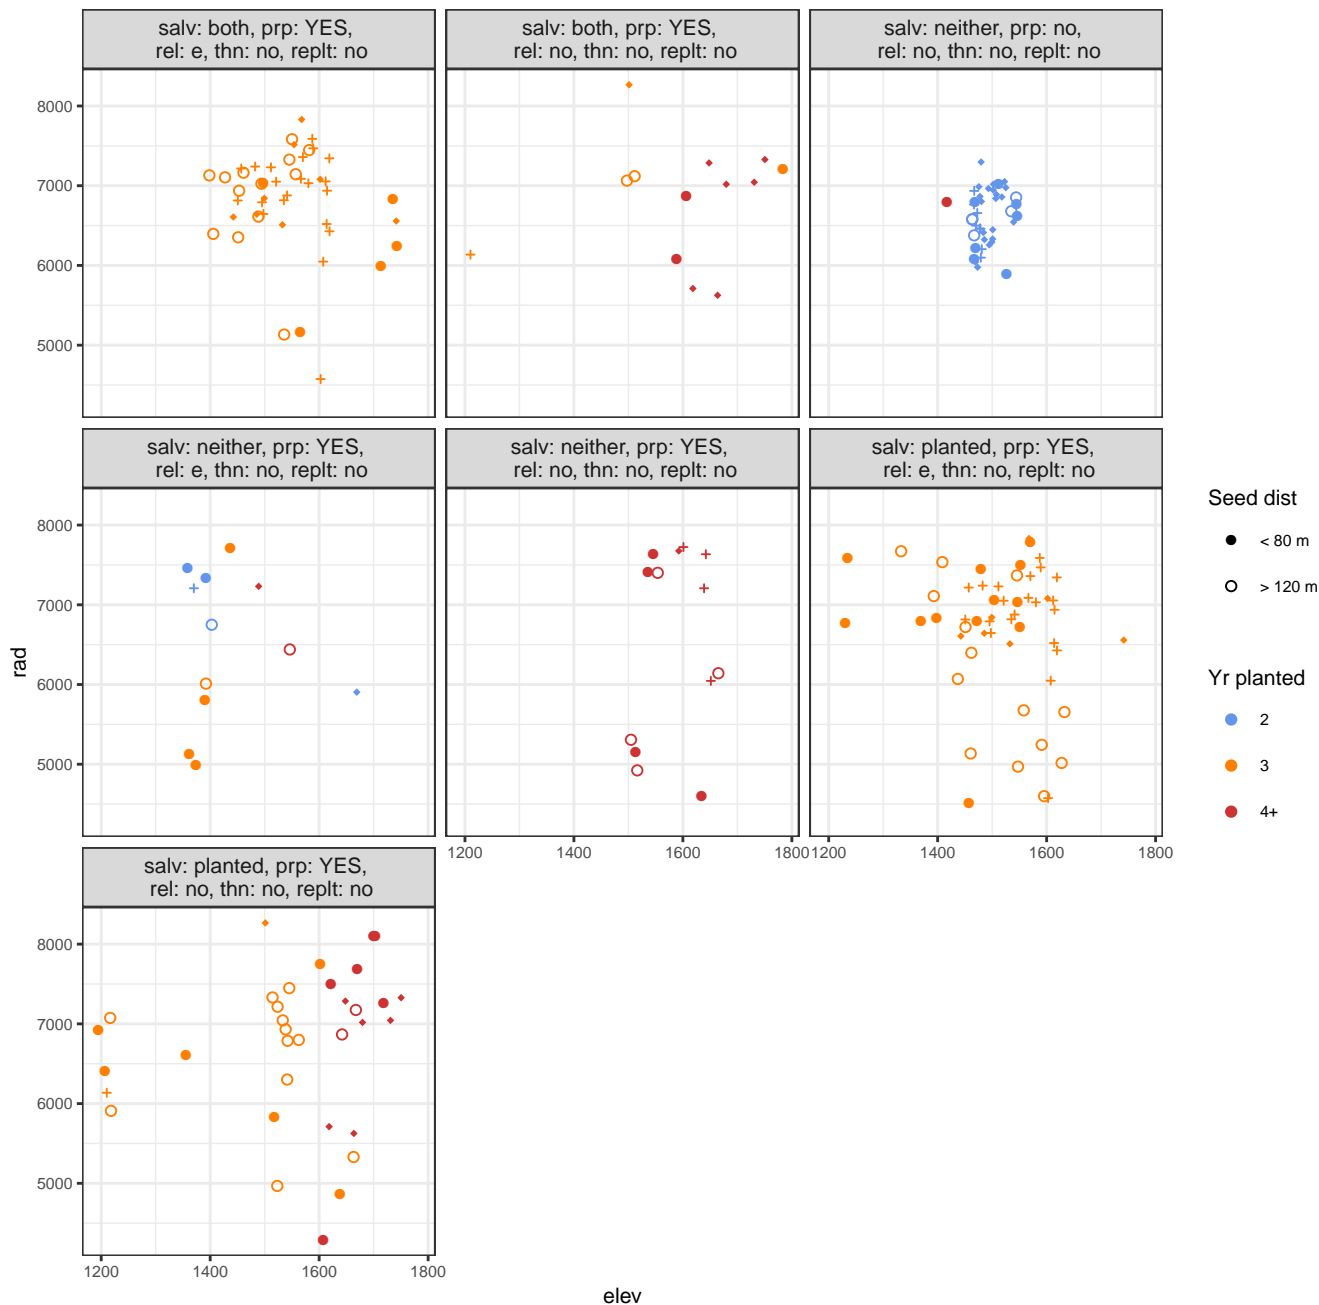 salv: both, prp: YES,
rel: e, thn: no, replt: no
salv: both, prp: YES,
rel: no, thn: no, replt: no
salv: neither, prp: no,
rel: no, thn: no, replt: no
8000
7000
6000
5000
salv: neither, prp: YES,
rel: e, thn: no, replt: no
salv: neither, prp: YES,
rel: no, thn: no, replt: no
salv: planted, prp: YES,
rel: e, thn: no, replt: no
8000
7000
6000
5000
1200 1400 1600 1800
1200 1400 1600 1800
salv: planted, prp: YES,
rel: no, thn: no, replt: no
8000
7000
6000
5000
1200 1400 1600 1800
elev
rad
Seed dist
< 80 m
> 120 m
Yr planted
2
3
4+